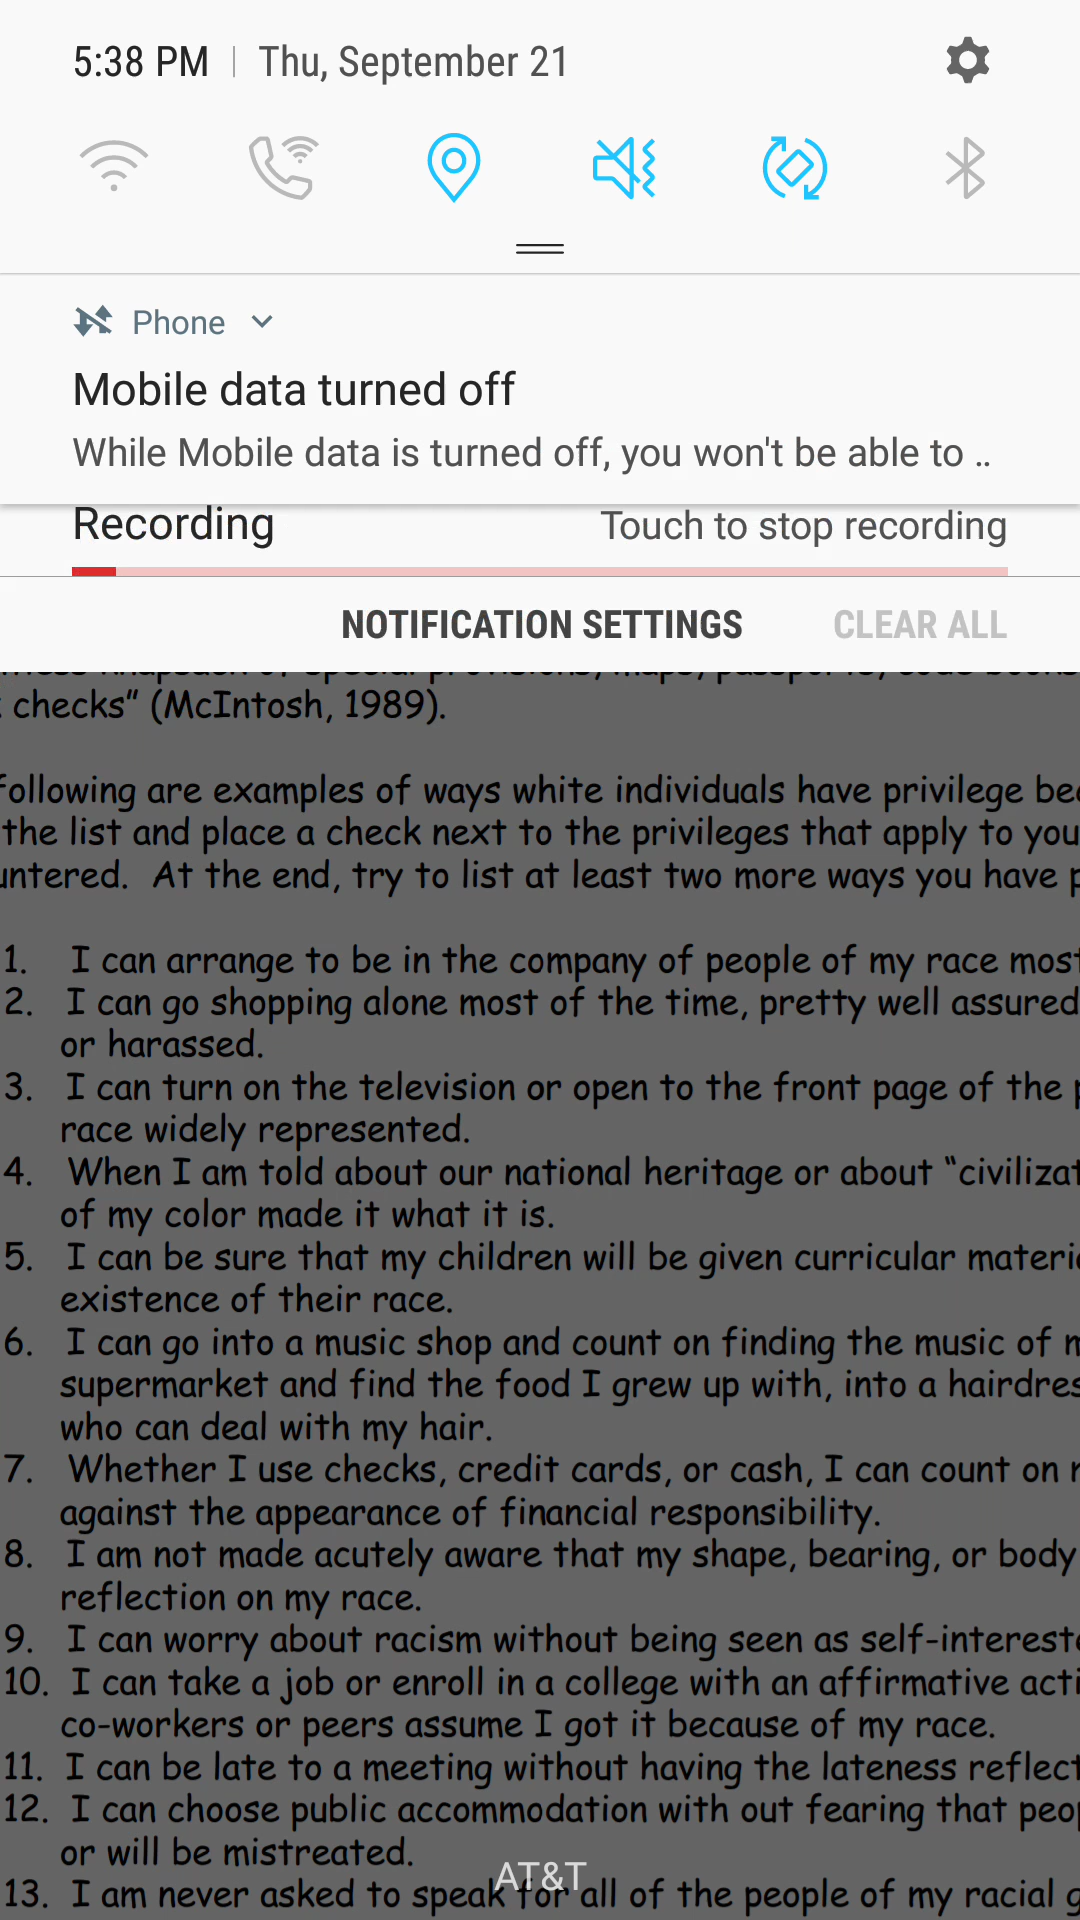 5:38 PM | Thu, September 21
Phone
Mobile data turned off
While Mobile data is turned off, you won't be able to ..
Recording Touch to stop recording
NOTIFICATION SETTINGS CLEAR ALL
checks” (McIntosh, 1989).
following are examples of ways white individuals have privilege
the list and place a check next to the privileges that apply to you
untered. At the end, try to list at least two more ways you have
1. I can arrange to be in the company of people of my race most
2. I can go shopping alone most of the time, pretty well assured
or harassed.
3. I can turn on the television or open to the front page of the
race widely represented.
4. When I am told about our national heritage or about “civilizat
of my color made it what it is.
5. I can be sure that my children will be given curricular materi
existence of their race.
6. I can go into a music shop and count on finding the music of
supermarket and find the food I grew up with, into a hairdres
who can deal with my hair.
7. Whether I use checks, credit cards, or cash, I can count on
against the appearance of financial responsibility.
8. I am not made acutely aware that my shape, bearing, or body
reflection on my race.
9. I can worry about racism without being seen as self-interest
10. I can take a job or enroll in a college with an affirmative acti
co-workers or peers assume I got it because of my race.
11. I can be late to a meeting without having the lateness reflect
12. I can choose public accommodation with out fearing that peop
or will be mistreated.
AT&T
13. I am never asked to speak for all of the people of my racial g